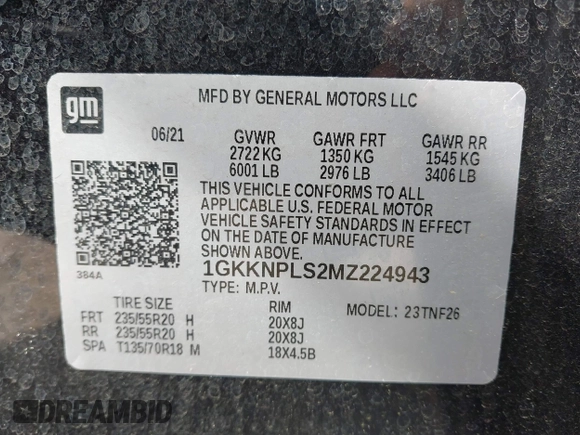 gm
MFD BY GENERAL MOTORS LLC
06/21 GVWR GAWR FRT GAWR RR
2722 KG 1350 KG 1545 KG
6001 LB 2976 LB 3406 LB
THIS VEHICLE CONFORMS TO ALL
APPLICABLE U.S. FEDERAL MOTOR
VEHICLE SAFETY STANDARDS IN EFFECT
ON THE DATE OF MANUFACTURE
SHOWN ABOVE.
384A
1GKKNPLS2MZ224943
TYPE: M.P.V. MODEL: 23TNF26
TIRE SIZE RIM
FRT 235/55R20 H 20X8J
RR 235/55R20 H 20X8J
SPA T135/70R18 M 18X4.5B
DREAMBID